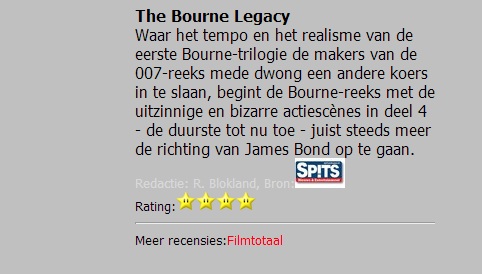 The Bourne Legacy
Waar het tempo en het realisme van de
eerste Bourne-trilogie de makers van de
007-reeks mede dwong een andere koers
in te slaan, begint de Bourne-reeks met de
uitzinnige en bizarre actiescènes in deel 4
- de duurste tot nu toe - juist steeds meer
de richting van James Bond op te gaan.
Redactie: R. Blokland, Bron: SP!TS
Rating:
Meer recensies:Filmtotaal